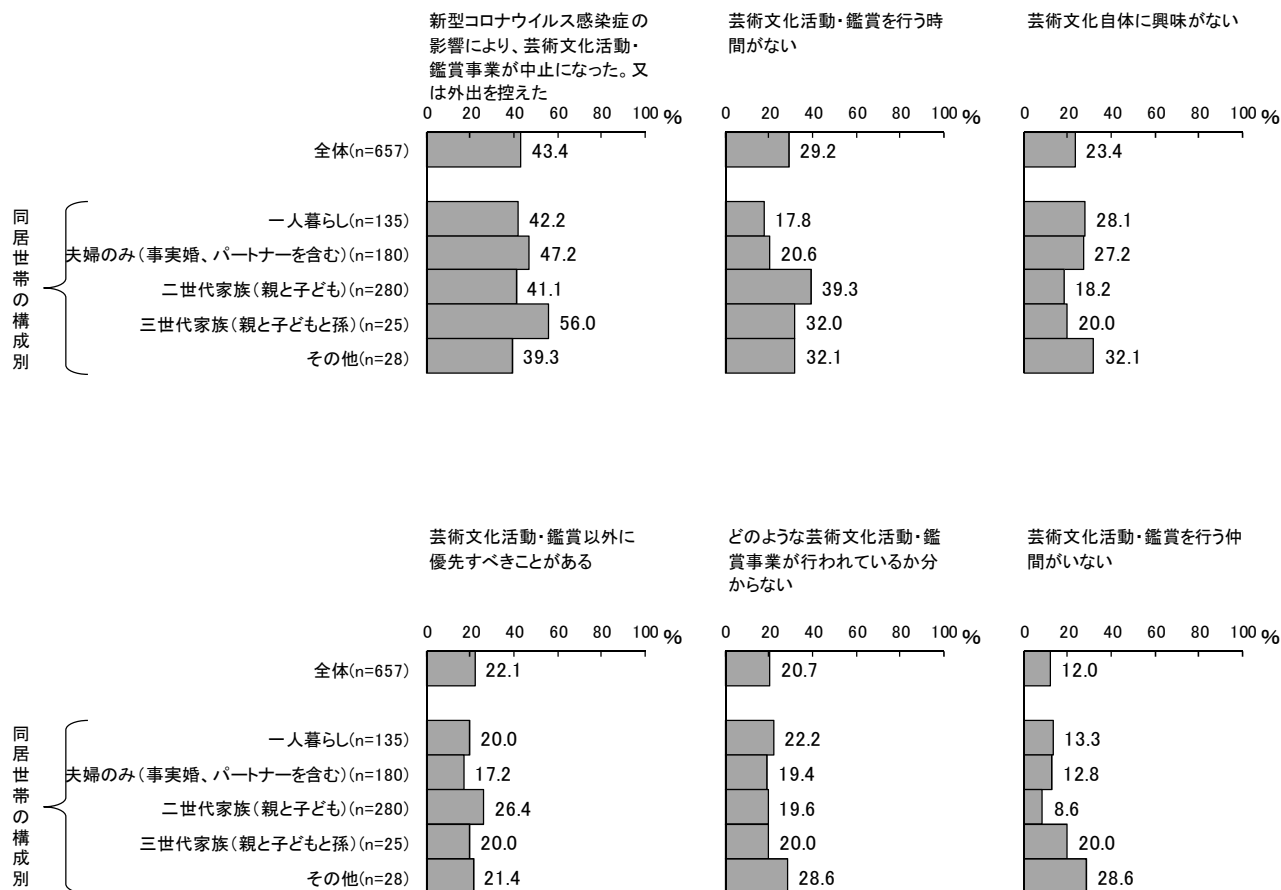 新型コロナウイルス感染症の
影響により、芸術文化活動・
鑑賞事業が中止になった。又
は外出を控えた
芸術文化活動・鑑賞を行う時
間がない
芸術文化自体に興味がない
0 20 40 60 80 100 %
0 20 40 60 80 100 %
0 20 40 60 80 100 %
全体(n=657) 43.4 29.2 23.4
同居世帯の構成別
一人暮らし(n=135) 42.2 17.8 28.1
夫婦のみ(事実婚、パートナーを含む)(n=180) 47.2 20.6 27.2
二世代家族(親と子ども)(n=280) 41.1 39.3 18.2
三世代家族(親と子どもと孫)(n=25) 56.0 32.0 20.0
その他(n=28) 39.3 32.1 32.1
芸術文化活動・鑑賞以外に
優先すべきことがある
どのような芸術文化活動・鑑
賞事業が行われているか分
からない
芸術文化活動・鑑賞を行う仲
間がいない
0 20 40 60 80 100 %
0 20 40 60 80 100 %
0 20 40 60 80 100 %
全体(n=657) 22.1 20.7 12.0
同居世帯の構成別
一人暮らし(n=135) 20.0 22.2 13.3
夫婦のみ(事実婚、パートナーを含む)(n=180) 17.2 19.4 12.8
二世代家族(親と子ども)(n=280) 26.4 19.6 8.6
三世代家族(親と子どもと孫)(n=25) 20.0 20.0 20.0
その他(n=28) 21.4 28.6 28.6